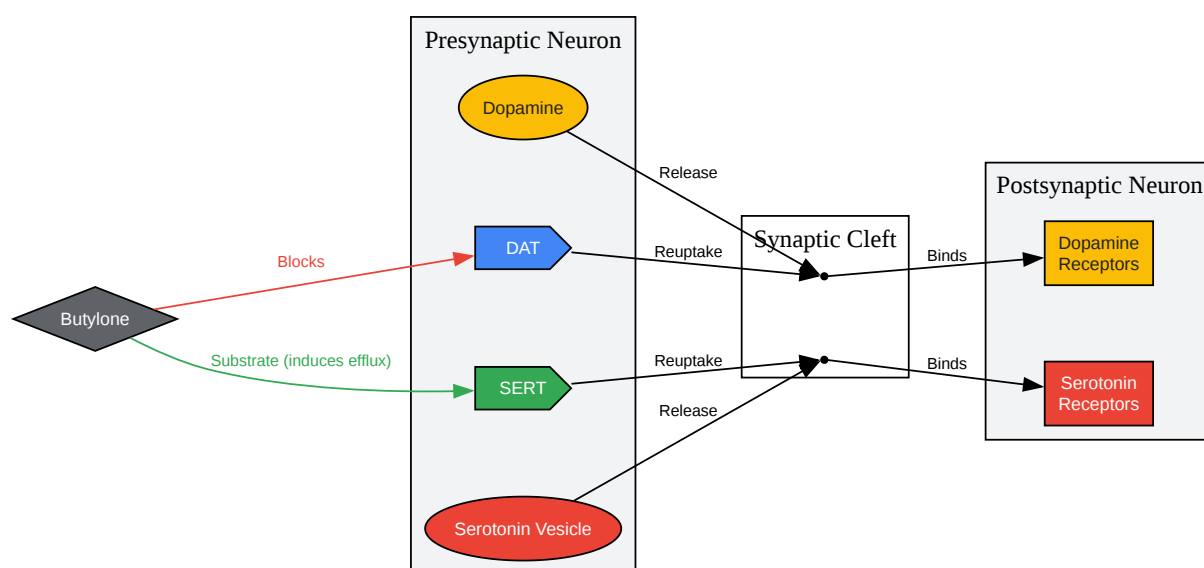 Presynaptic Neuron
Dopamine
Release
Postsynaptic Neuron
Synaptic Cleft
DAT
Reuptake
Binds
Dopamine
Receptors
Blocks
Butylone
Substrate (induces efflux)
SERT
Reuptake
Binds
Serotonin
Receptors
Release
Serotonin Vesicle